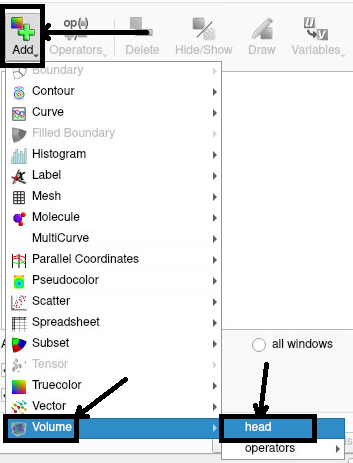 op(=)
Add
Operators
Delete
Hide/Show
Draw
Variables
Boundary
Contour
Curve
Filled Boundary
Histogram
Label
Mesh
Molecule
MultiCurve
Parallel Coordinates
Pseudocolor
Scatter
Spreadsheet
Subset
all windows
Tensor
Truecolor
Vector
Volume
head
operators